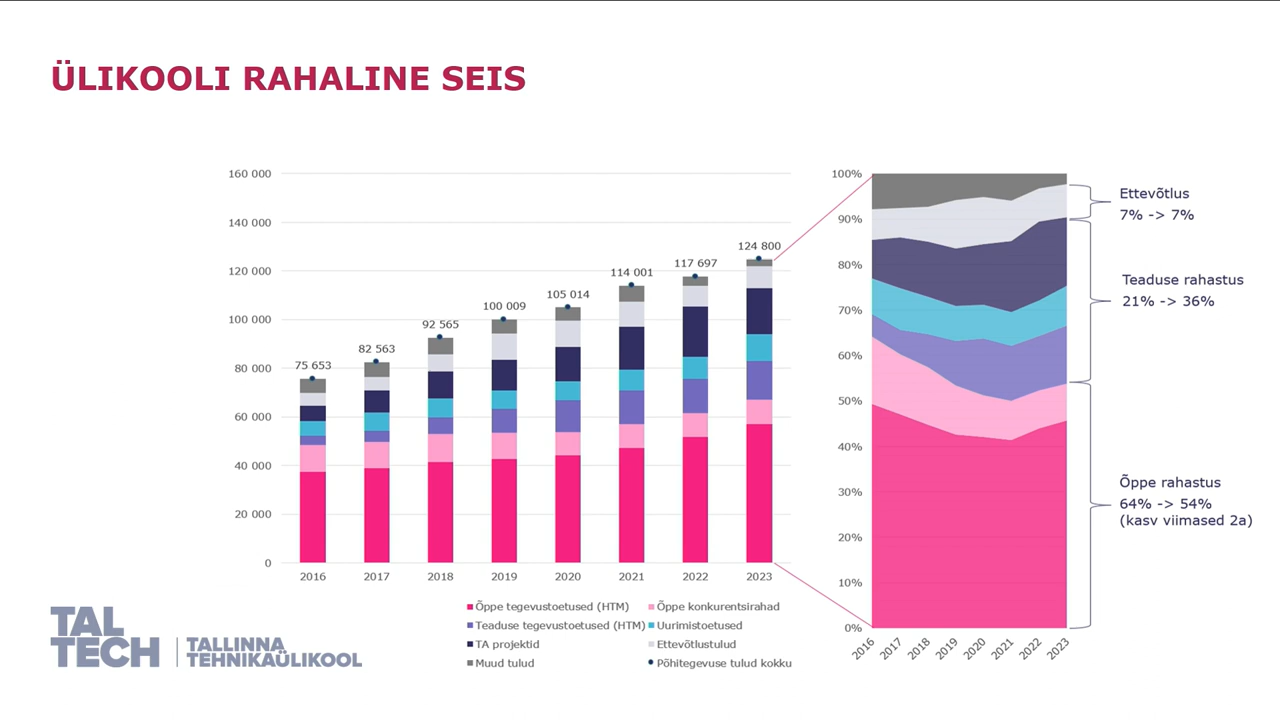 ÜLIKOOLI RAHALINE SEIS
160 000
140 000
120 000
100 000
80 000
60 000
40 000
20 000
0
75 653
82 563
92 565
100 009
105 014
114 001
117 697
124 800
2016 2017 2018 2019 2020 2021 2022 2023
Õppe tegevustoetused (HTM) Õppe konkurentsirahad
Teaduse tegevustoetused (HTM) Uurimistoetused
TA projektid Ettevõtlustulud
Muud tulud Põhitegevuse tulud kokku
100%
90%
80%
70%
60%
50%
40%
30%
20%
10%
0%
2016 2017 2018 2019 2020 2021 2022 2023
Ettevõtlus
7% -> 7%
Teaduse rahastus
21% -> 36%
Õppe rahastus
64% -> 54%
(kasv viimased 2a)
TAL
TECH
TALLINNA
TEHNIKAÜLIKOOL